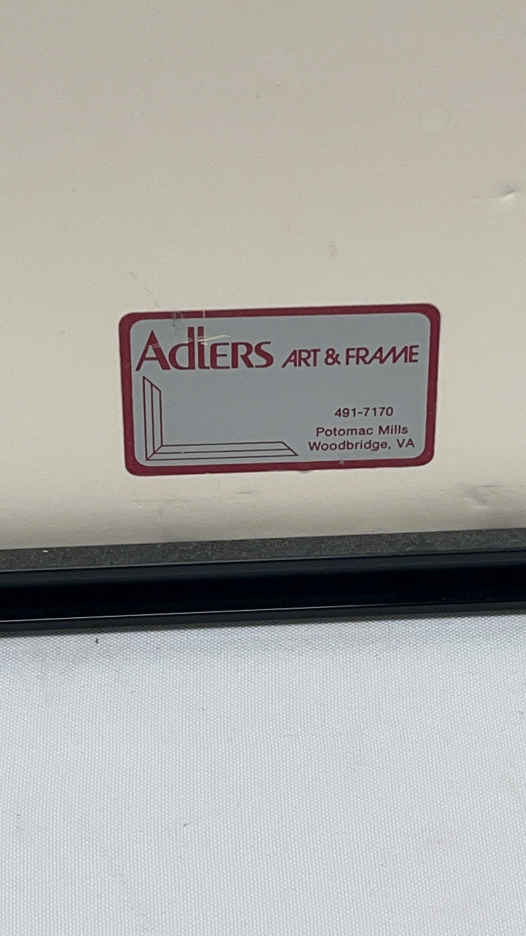 Adlers ART & FRAME
491-7170
Potomac Mills
Woodbridge, VA